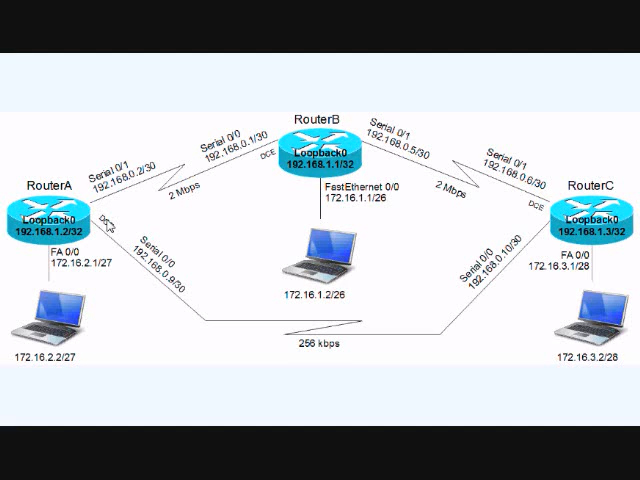 RouterB
Serial 0/0
192.168.0.1/30
DCE
Loopback0
192.168.1.1/32
Serial 0/1
192.168.0.5/30
Serial 0/1
192.168.0.2/30
2 Mbps
2 Mbps
Serial 0/1
192.168.0.6/30
DCE
RouterA
Loopback0
192.168.1.2/32
FastEthernet 0/0
172.16.1.1/26
RouterC
Loopback0
192.168.1.3/32
FA 0/0
172.16.2.1/27
Serial 0/0
192.168.0.9/30
Serial 0/0
192.168.0.10/30
FA 0/0
172.16.3.1/28
172.16.1.2/26
256 kbps
172.16.2.2/27
172.16.3.2/28